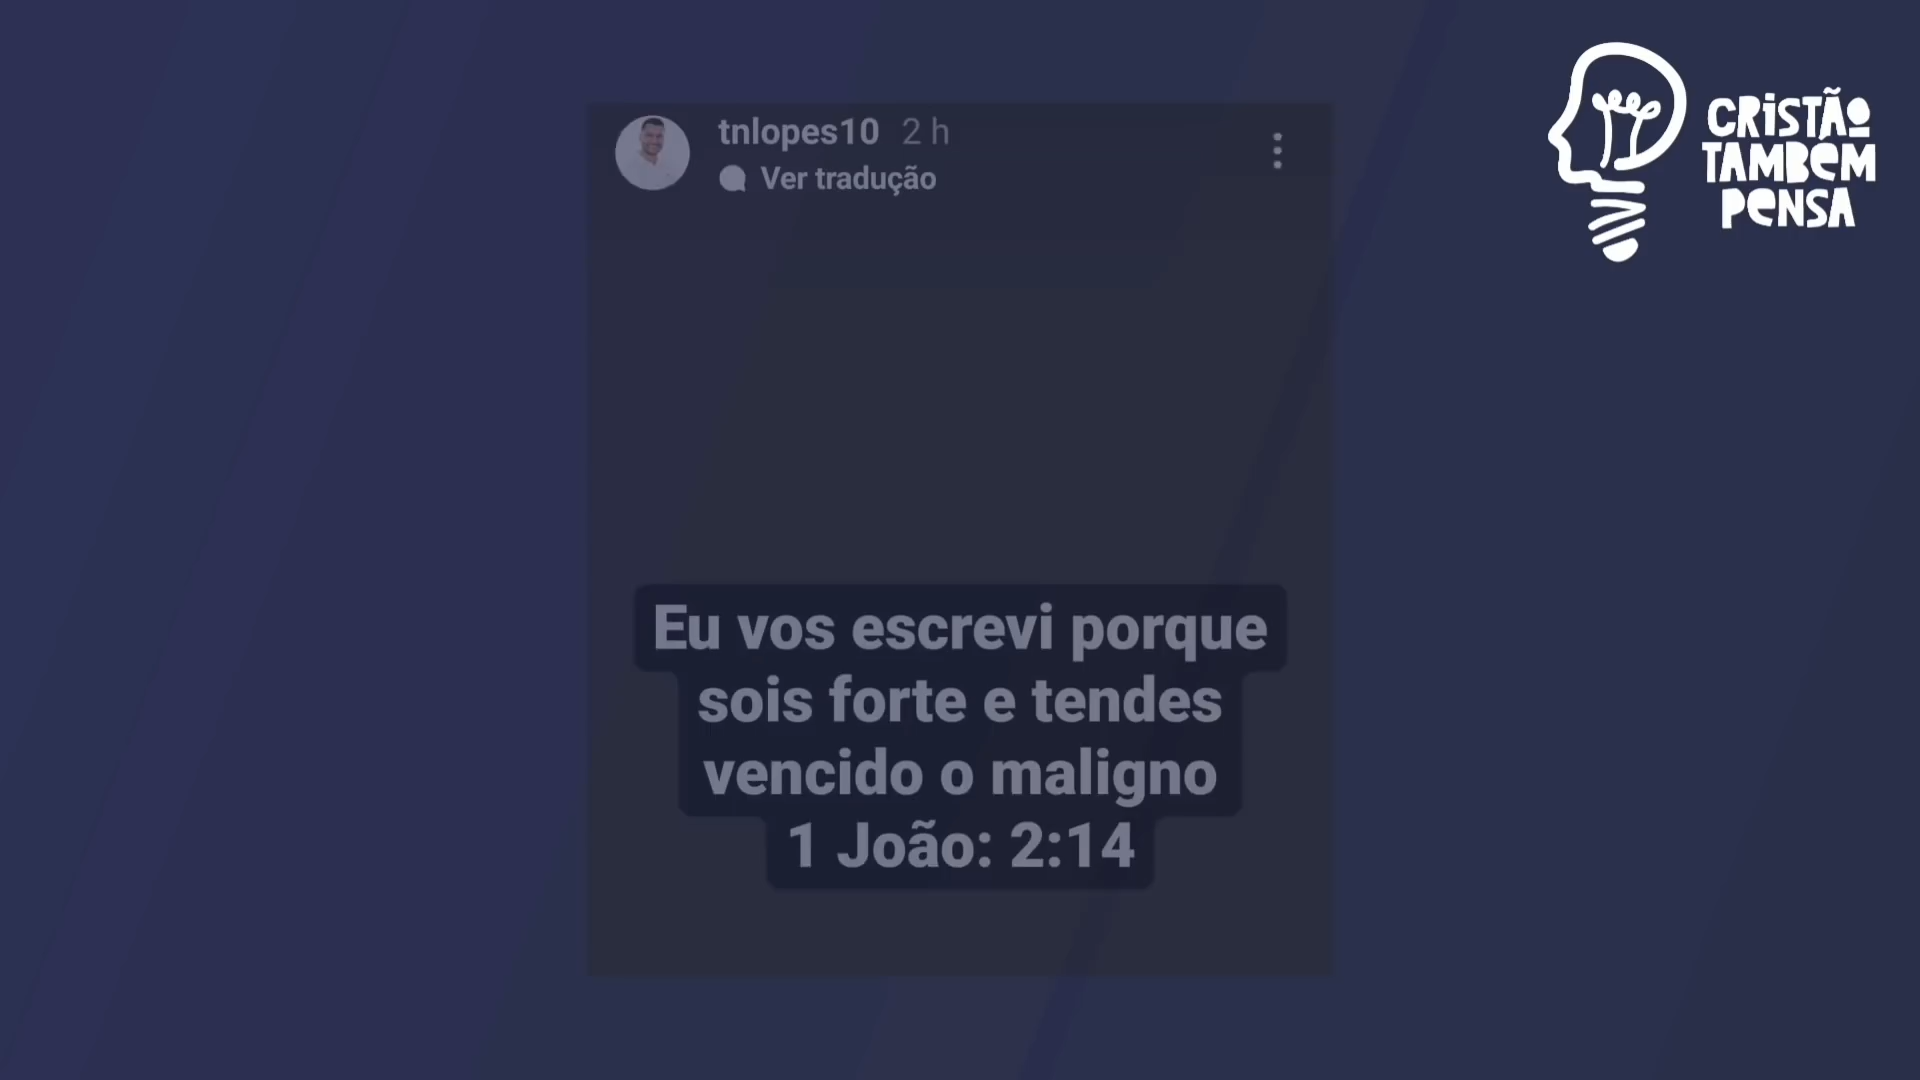 tnlopes10 2 h
Ver tradução
Eu vos escrevi porque
sois forte e tendes
vencido o maligno
1 João: 2:14
CRISTÃO
TAMBÉM
PENSA